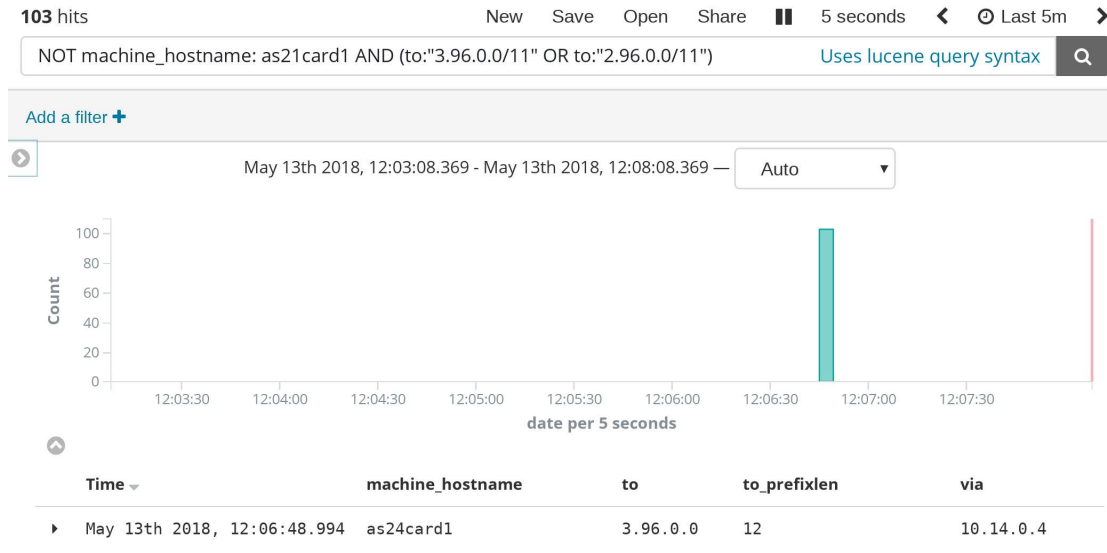 103 hits New Save Open Share 5 seconds Last 5m
NOT machine_hostname: as21card1 AND (to:"3.96.0.0/11" OR to:"2.96.0.0/11") Uses lucene query syntax
Add a filter
May 13th 2018, 12:03:08.369 - May 13th 2018, 12:08:08.369 — Auto
100
80
60
40
20
0
Count
12:03:30 12:04:00 12:04:30 12:05:00 12:05:30 12:06:00 12:06:30 12:07:00 12:07:30
date per 5 seconds
Time machine_hostname to to_prefixlen via
May 13th 2018, 12:06:48.994 as24card1 3.96.0.0 12 10.14.0.4